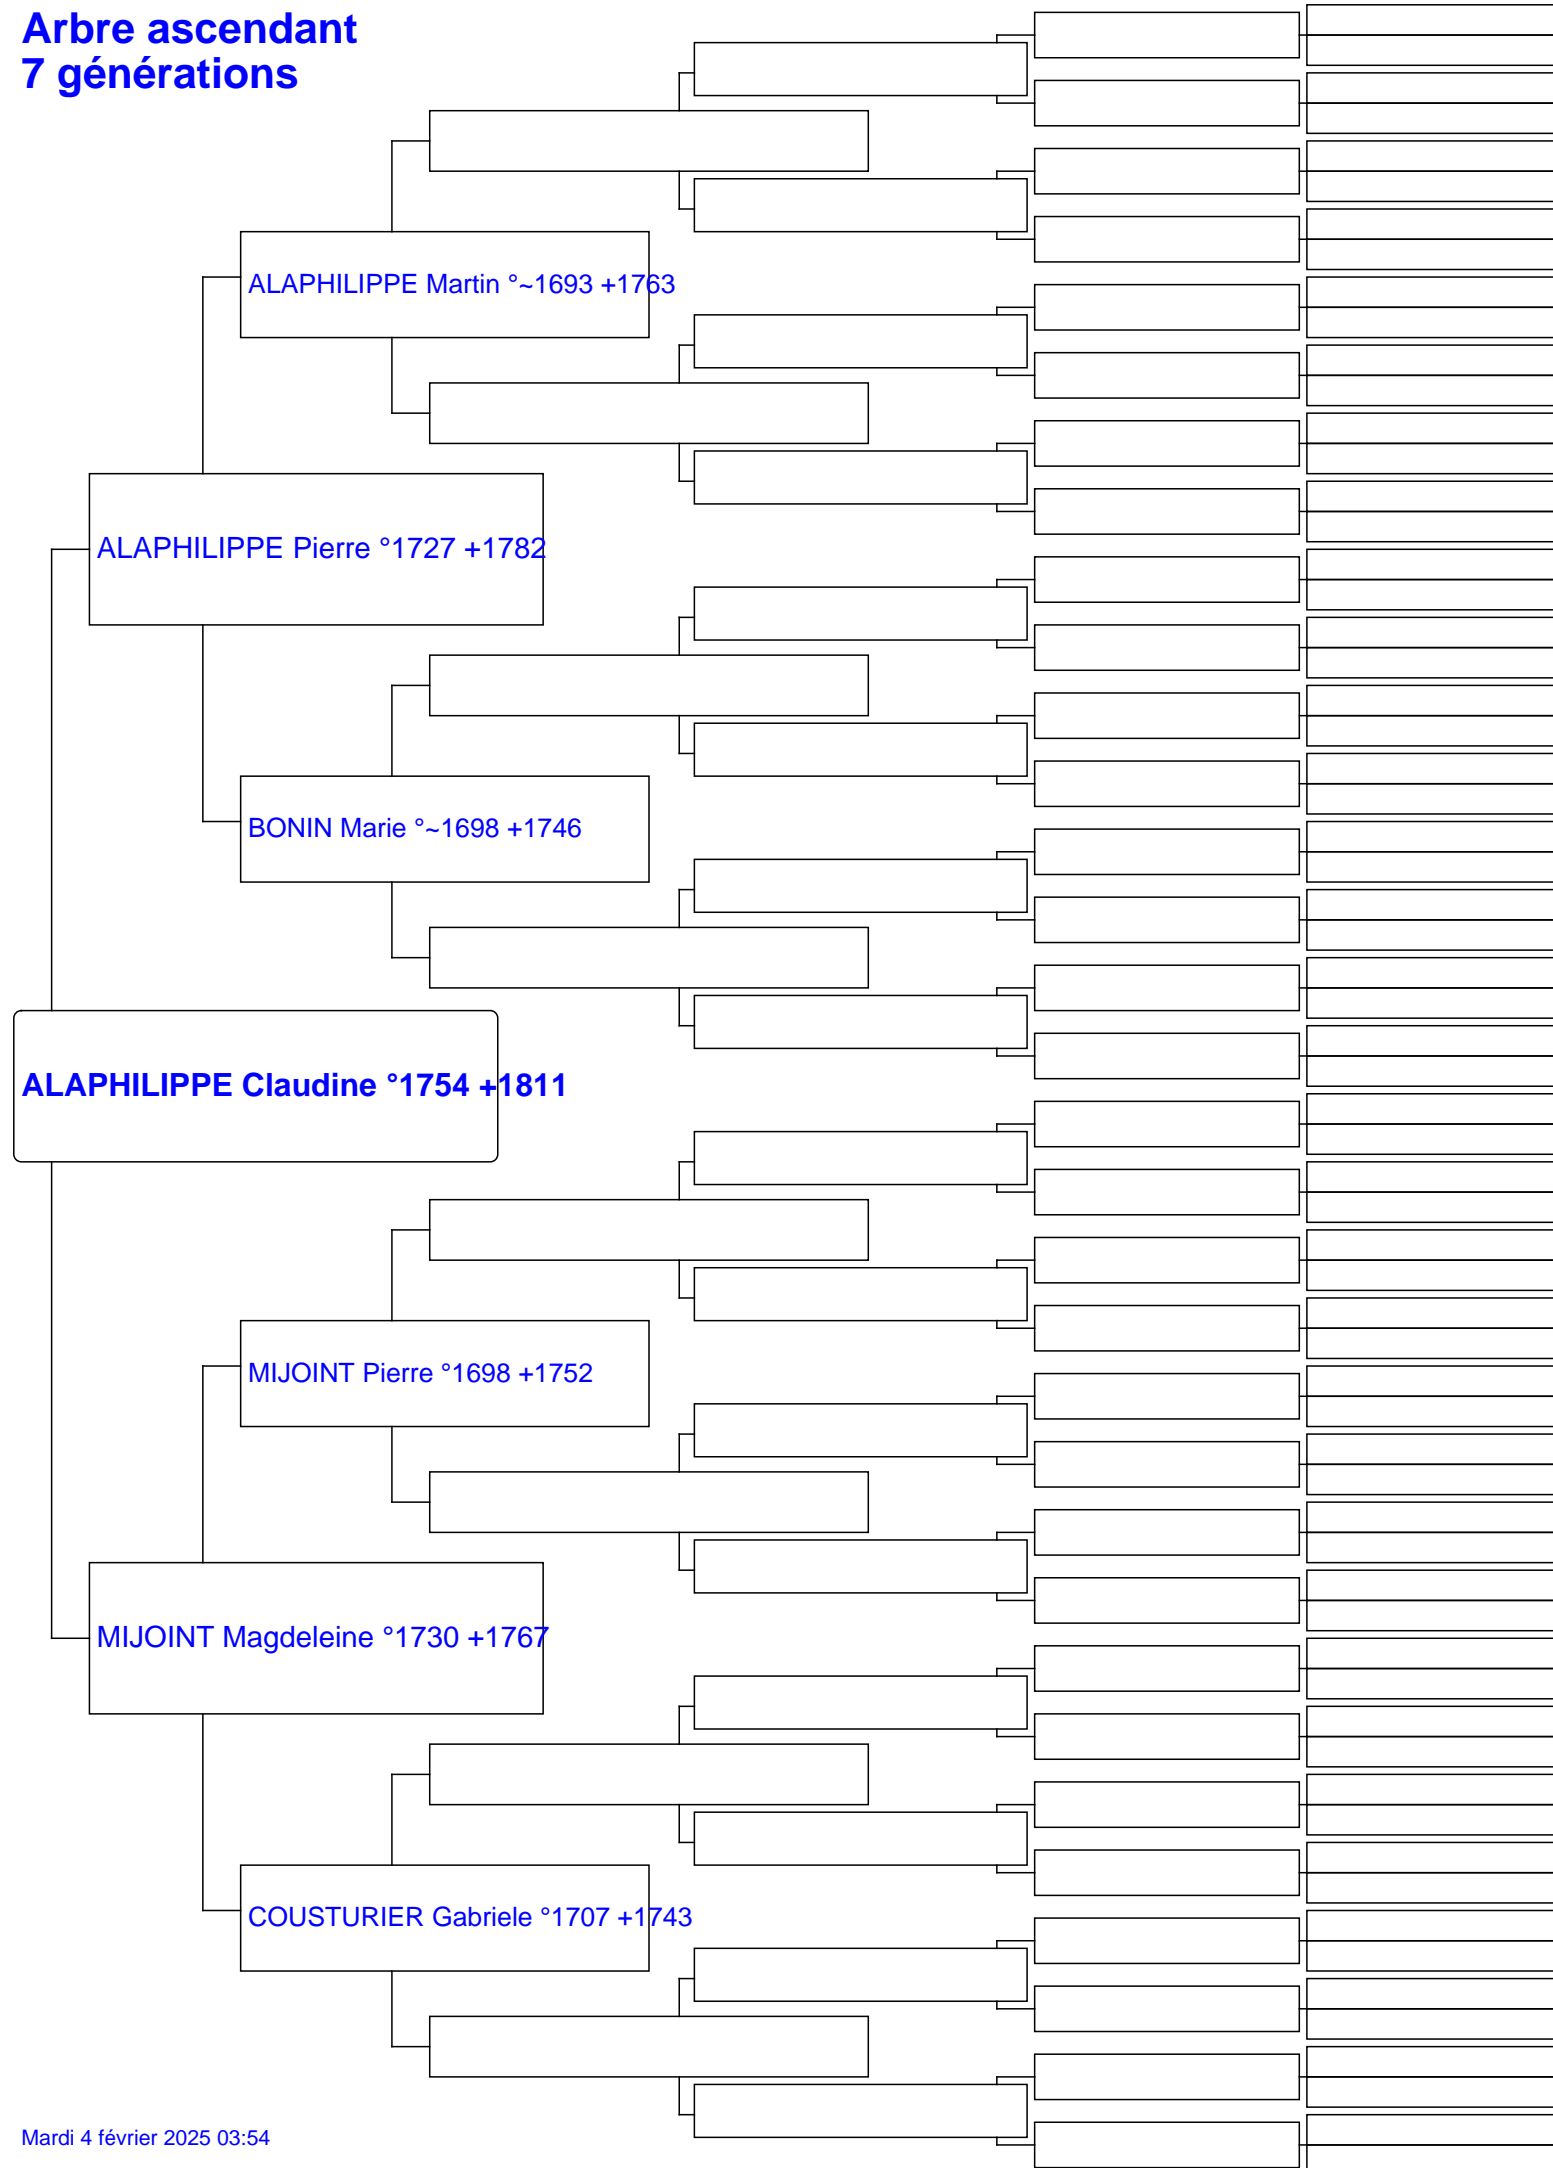 Arbre ascendant
7 générations
ALAPHILIPPE Martin °~1693 +1763
ALAPHILIPPE Pierre °1727 +1782
BONIN Marie °~1698 +1746
ALAPHILIPPE Claudine °1754 +1811
MIJOINT Pierre °1698 +1752
MIJOINT Magdeleine °1730 +1767
COUSTURIER Gabriele °1707 +1743
Mardi 4 février 2025 03:54